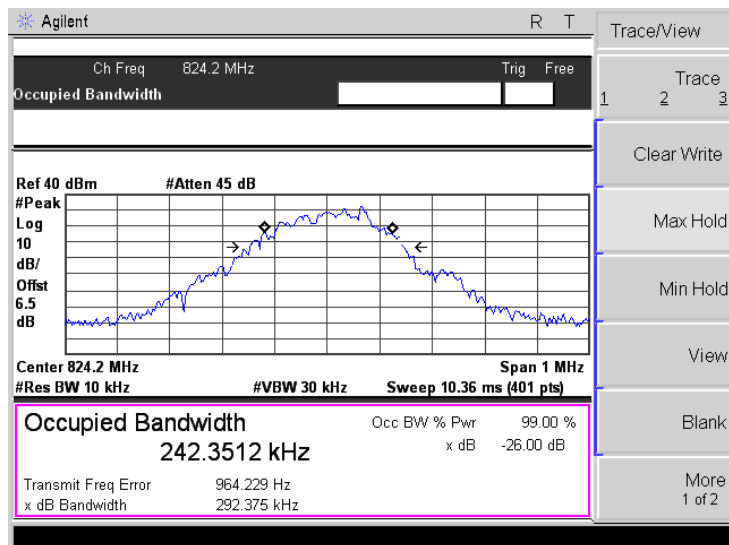 Agilent R T
Trace/View
Ch Freq 824.2 MHz Trig Free
Occupied Bandwidth
Trace
1 2 3
Clear Write
Ref 40 dBm #Atten 45 dB
#Peak
Log
10
dB/
Offst
6.5
dB
Max Hold
Min Hold
View
Center 824.2 MHz Span 1 MHz
#Res BW 10 kHz #VBW 30 kHz Sweep 10.36 ms (401 pts)
Occupied Bandwidth Occ BW % Pwr 99.00 %
242.3512 kHz x dB -26.00 dB
Blank
Transmit Freq Error 964.229 Hz
x dB Bandwidth 292.375 kHz
More
1 of 2